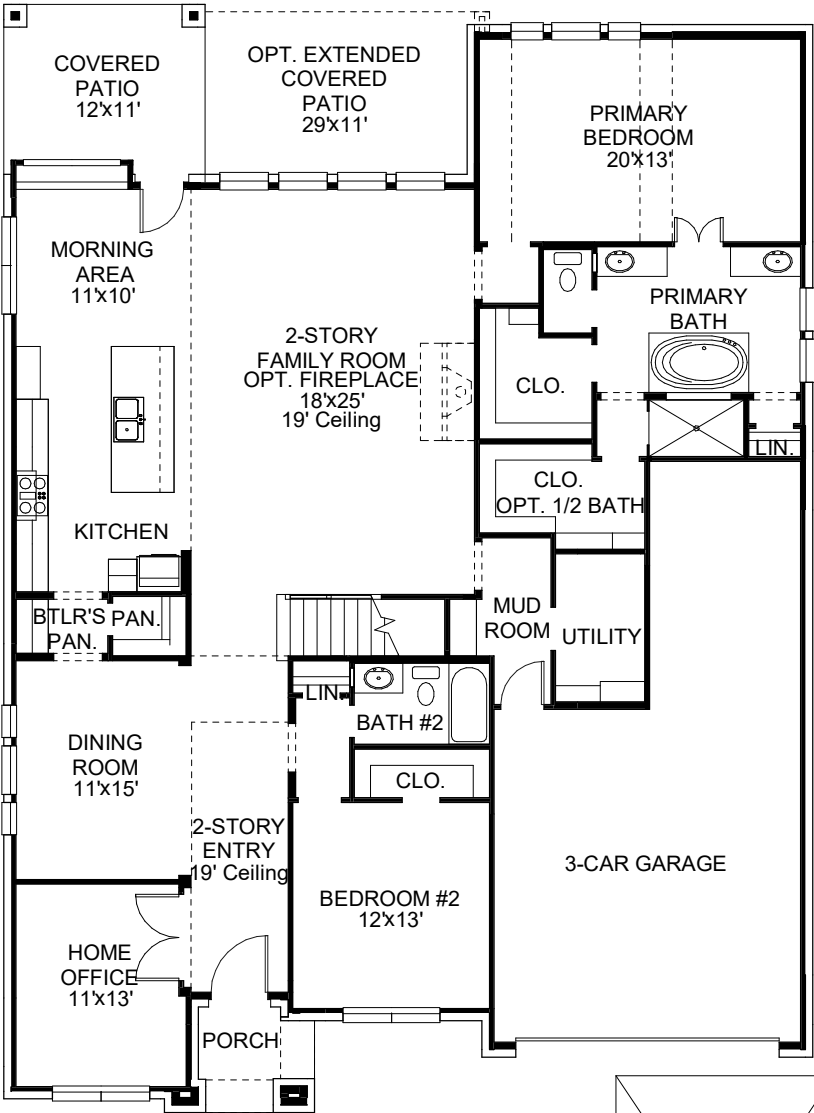 COVERED
PATIO
12'x11'
OPT. EXTENDED
COVERED
PATIO
29'x11'
PRIMARY
BEDROOM
20'x13'
MORNING
AREA
11'x10'
PRIMARY
BATH
2-STORY
FAMILY ROOM
OPT. FIREPLACE
18'x25'
19' Ceiling
CLO.
LIN.
CLO.
OPT. 1/2 BATH
KITCHEN
BTLR'S
PAN.
PAN.
MUD
ROOM
UTILITY
LIN.
BATH #2
DINING
ROOM
11'x15'
CLO.
2-STORY
ENTRY
19' Ceiling
3-CAR GARAGE
BEDROOM #2
12'x13'
HOME
OFFICE
11'x13'
PORCH